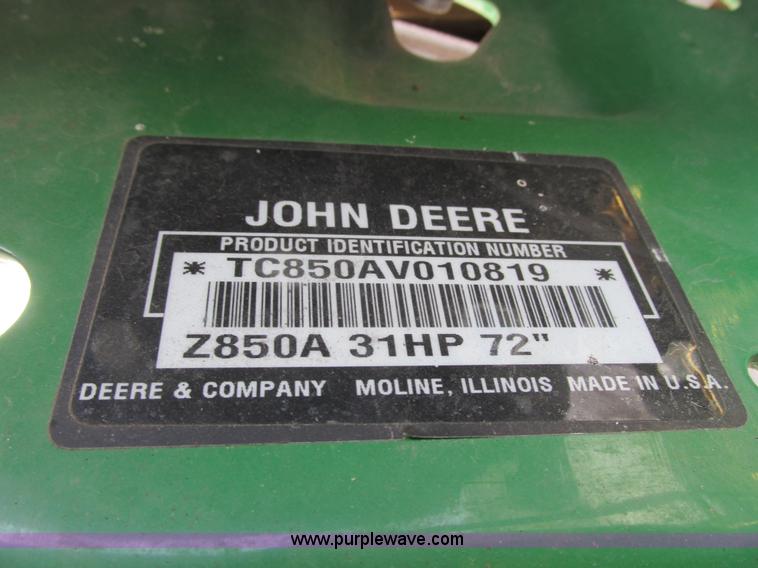 JOHN DEERE
PRODUCT IDENTIFICATION NUMBER
* TC850AV010819 *
Z850A 31HP 72"
DEERE & COMPANY MOLINE, ILLINOIS MADE IN U.S.A.
www.purplewave.com